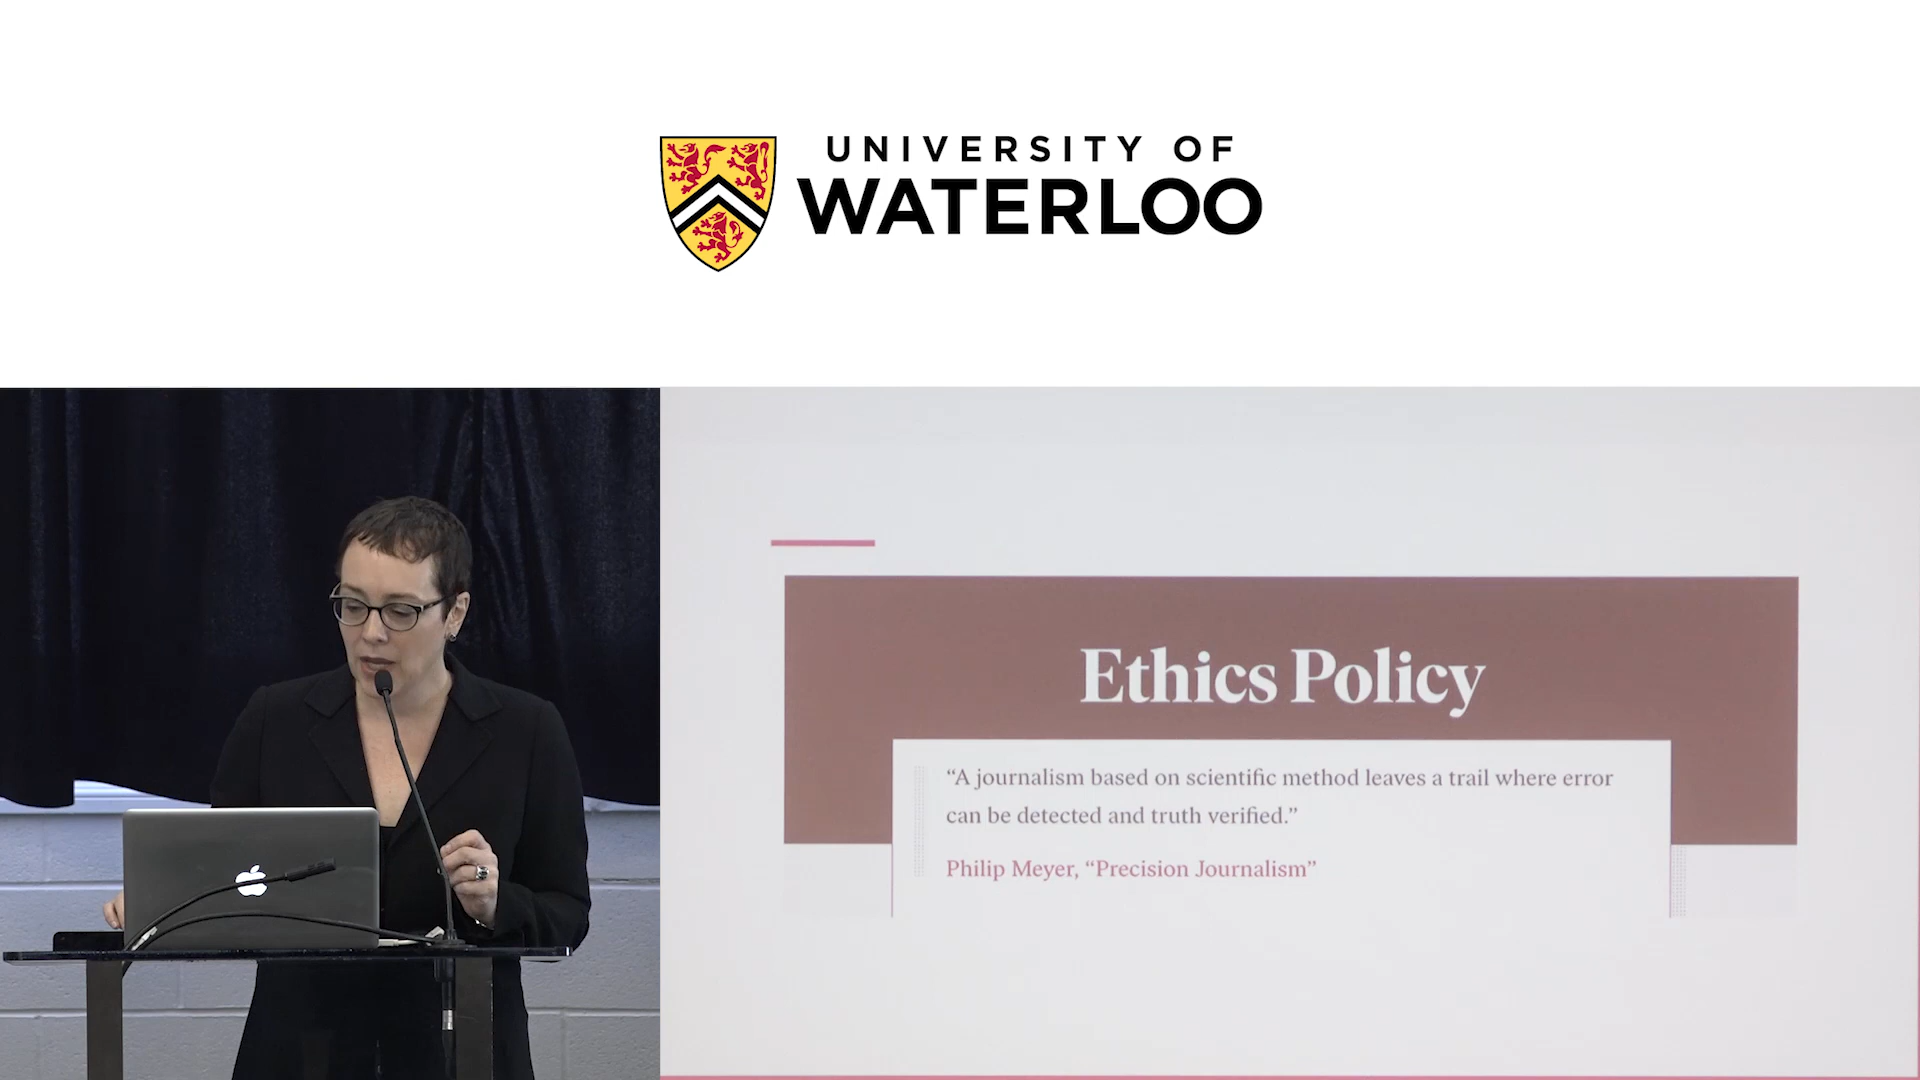 UNIVERSITY OF
WATERLOO
Ethics Policy
“A journalism based on scientific method leaves a trail where error
can be detected and truth verified.”
Philip Meyer, “Precision Journalism”